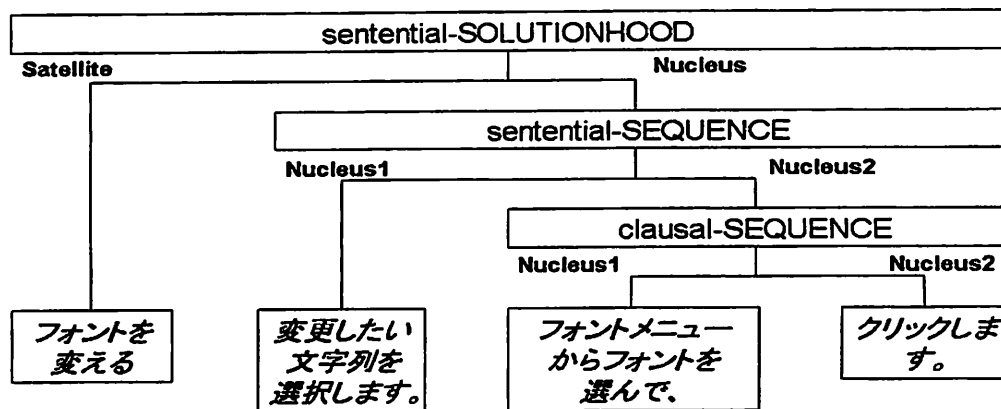 sentential-SOLUTIONHOOD
Satellite
Nucleus
sentential-SEQUENCE
Nucleus1
Nucleus2
clausal-SEQUENCE
Nucleus1
Nucleus2
フォントを
変える
変更したい
文字列を
選択します。
フォントメニュー
からフォントを
選んで、
クリックしま
す。